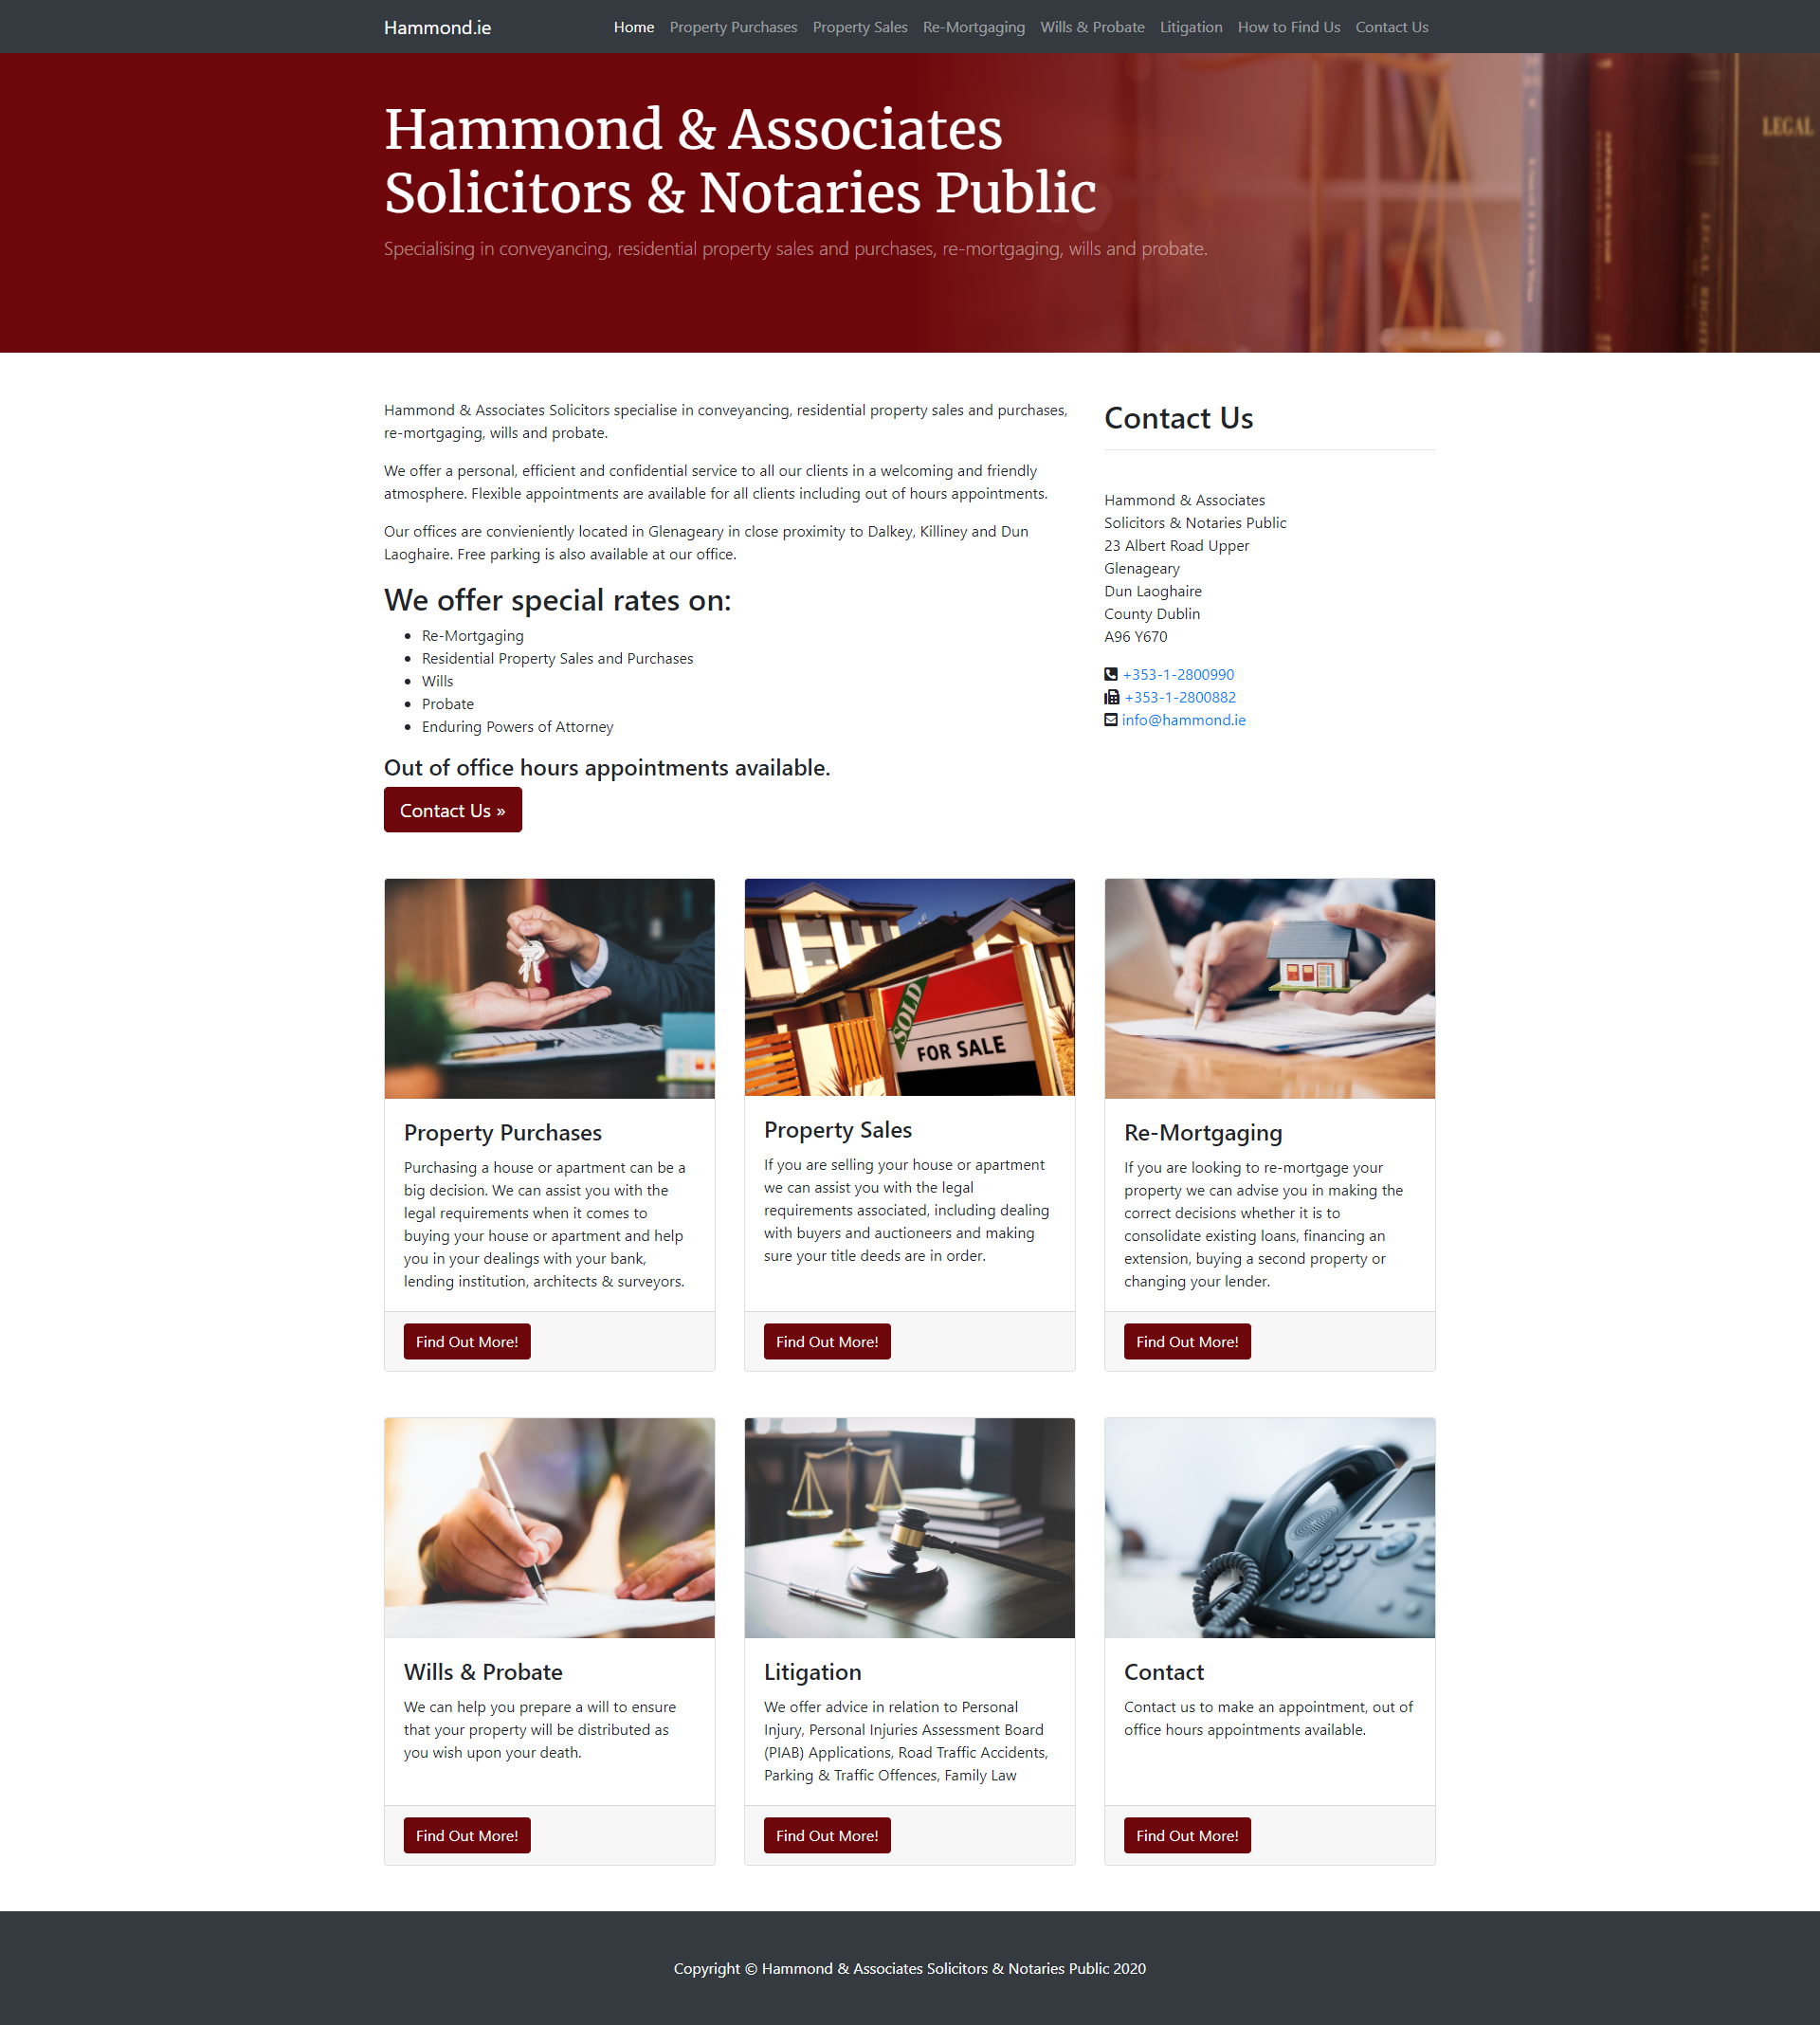 Hammond.ie
Home Property Purchases Property Sales Re-Mortgaging Wills & Probate Litigation How to Find Us Contact Us
Hammond & Associates
Solicitors & Notaries Public
Specialising in conveyancing, residential property sales and purchases, re-mortgaging, wills and probate.
LEGAL
Hammond & Associates Solicitors specialise in conveyancing, residential property sales and purchases,
re-mortgaging, wills and probate.
We offer a personal, efficient and confidential service to all our clients in a welcoming and friendly
atmosphere. Flexible appointments are available for all clients including out of hours appointments.
Our offices are convieniently located in Glenageary in close proximity to Dalkey, Killiney and Dun
Laoghaire. Free parking is also available at our office.
We offer special rates on:
Re-Mortgaging
Residential Property Sales and Purchases
Wills
Probate
Enduring Powers of Attorney
Out of office hours appointments available.
Contact Us »
Contact Us
Hammond & Associates
Solicitors & Notaries Public
23 Albert Road Upper
Glenageary
Dun Laoghaire
County Dublin
A96 Y670
+353-1-2800990
+353-1-2800882
info@hammond.ie
SOLD
FOR SALE
Property Purchases
Purchasing a house or apartment can be a
big decision. We can assist you with the
legal requirements when it comes to
buying your house or apartment and help
you in your dealings with your bank,
lending institution, architects & surveyors.
Find Out More!
Property Sales
If you are selling your house or apartment
we can assist you with the legal
requirements associated, including dealing
with buyers and auctioneers and making
sure your title deeds are in order.
Find Out More!
Re-Mortgaging
If you are looking to re-mortgage your
property we can advise you in making the
correct decisions whether it is to
consolidate existing loans, financing an
extension, buying a second property or
changing your lender.
Find Out More!
Wills & Probate
We can help you prepare a will to ensure
that your property will be distributed as
you wish upon your death.
Find Out More!
Litigation
We offer advice in relation to Personal
Injury, Personal Injuries Assessment Board
(PIAB) Applications, Road Traffic Accidents,
Parking & Traffic Offences, Family Law
Find Out More!
Contact
Contact us to make an appointment, out of
office hours appointments available.
Find Out More!
Copyright © Hammond & Associates Solicitors & Notaries Public 2020